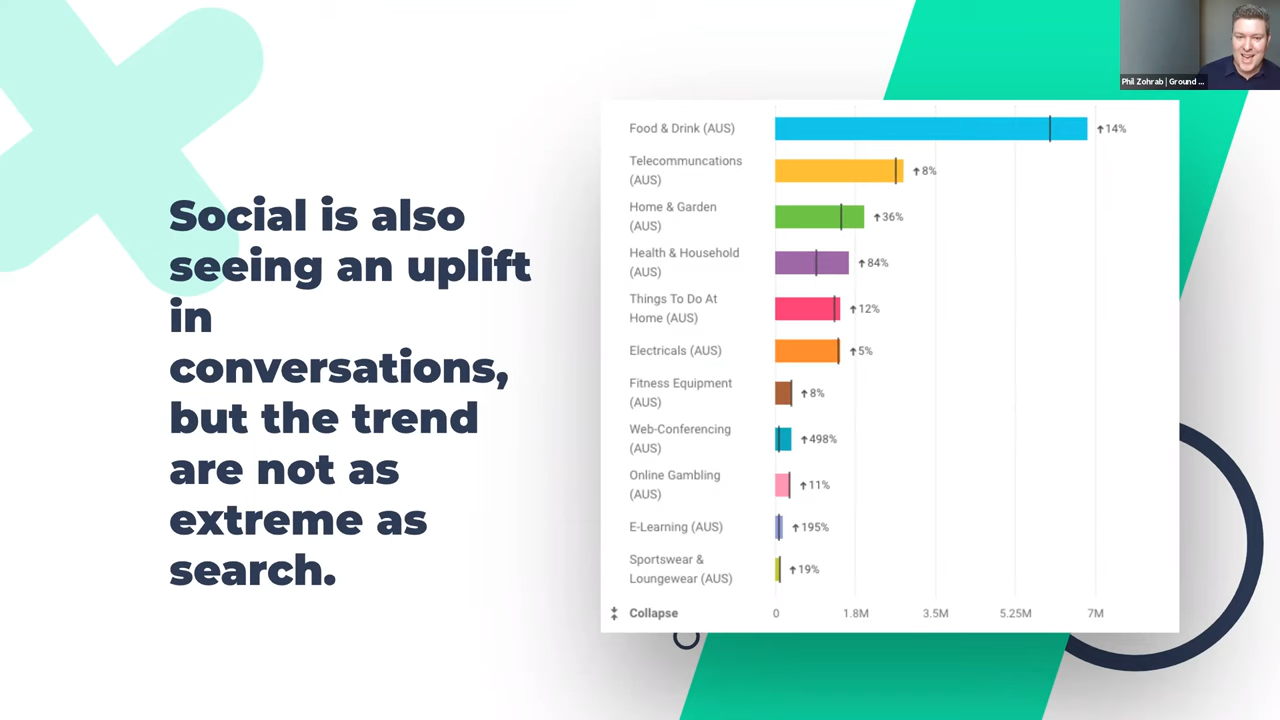 Social is also
seeing an uplift
in
conversations,
but the trend
are not as
extreme as
search.
Phil Zohrab | Ground ...
Food & Drink (AUS)
↑14%
Telecommuncations
(AUS)
↑8%
Home & Garden
(AUS)
↑36%
Health & Household
(AUS)
↑84%
Things To Do At
Home (AUS)
↑12%
Electricals (AUS)
↑5%
Fitness Equipment
(AUS)
↑8%
Web-Conferencing
(AUS)
↑498%
Online Gambling
(AUS)
↑11%
E-Learning (AUS)
↑195%
Sportswear &
Loungewear (AUS)
↑19%
Collapse
0 1.8M 3.5M 5.25M 7M